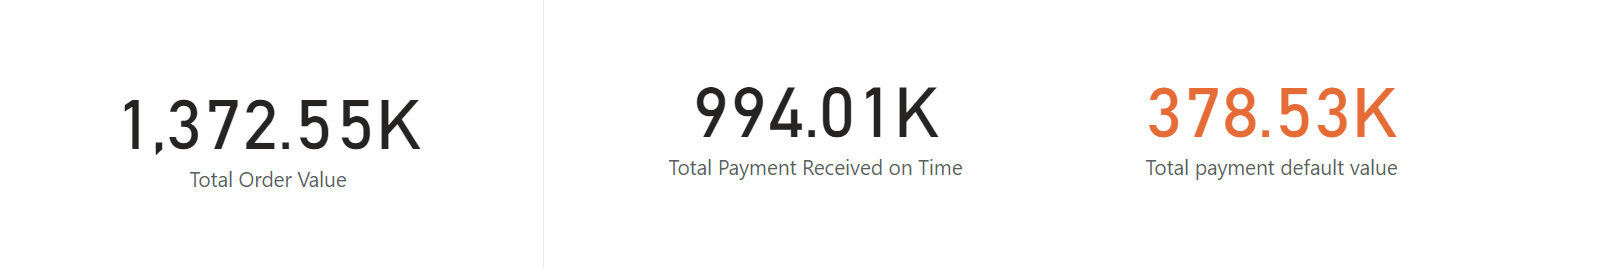 1,372.55K
Total Order Value
994.01K
Total Payment Received on Time
378.53K
Total payment default value